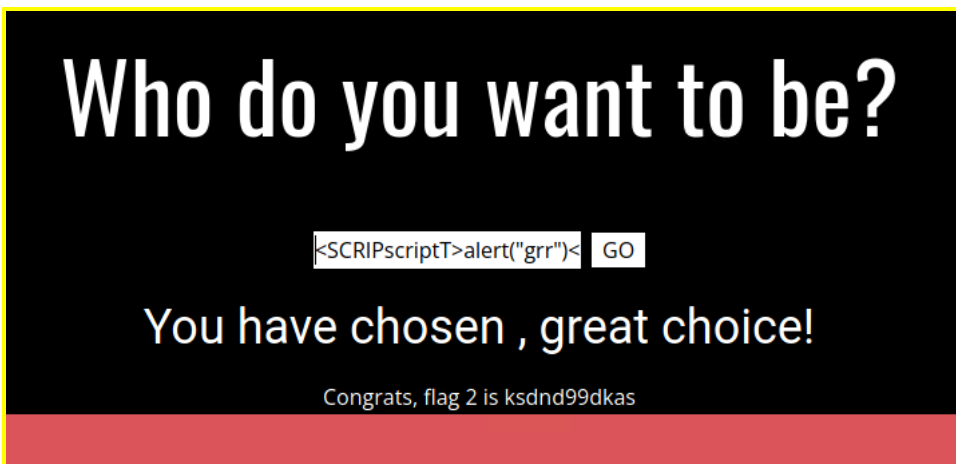 Who do you want to be?
<SCRIPscriptT>alert("grr")< GO
You have chosen , great choice!
Congrats, flag 2 is ksdnd99dkas